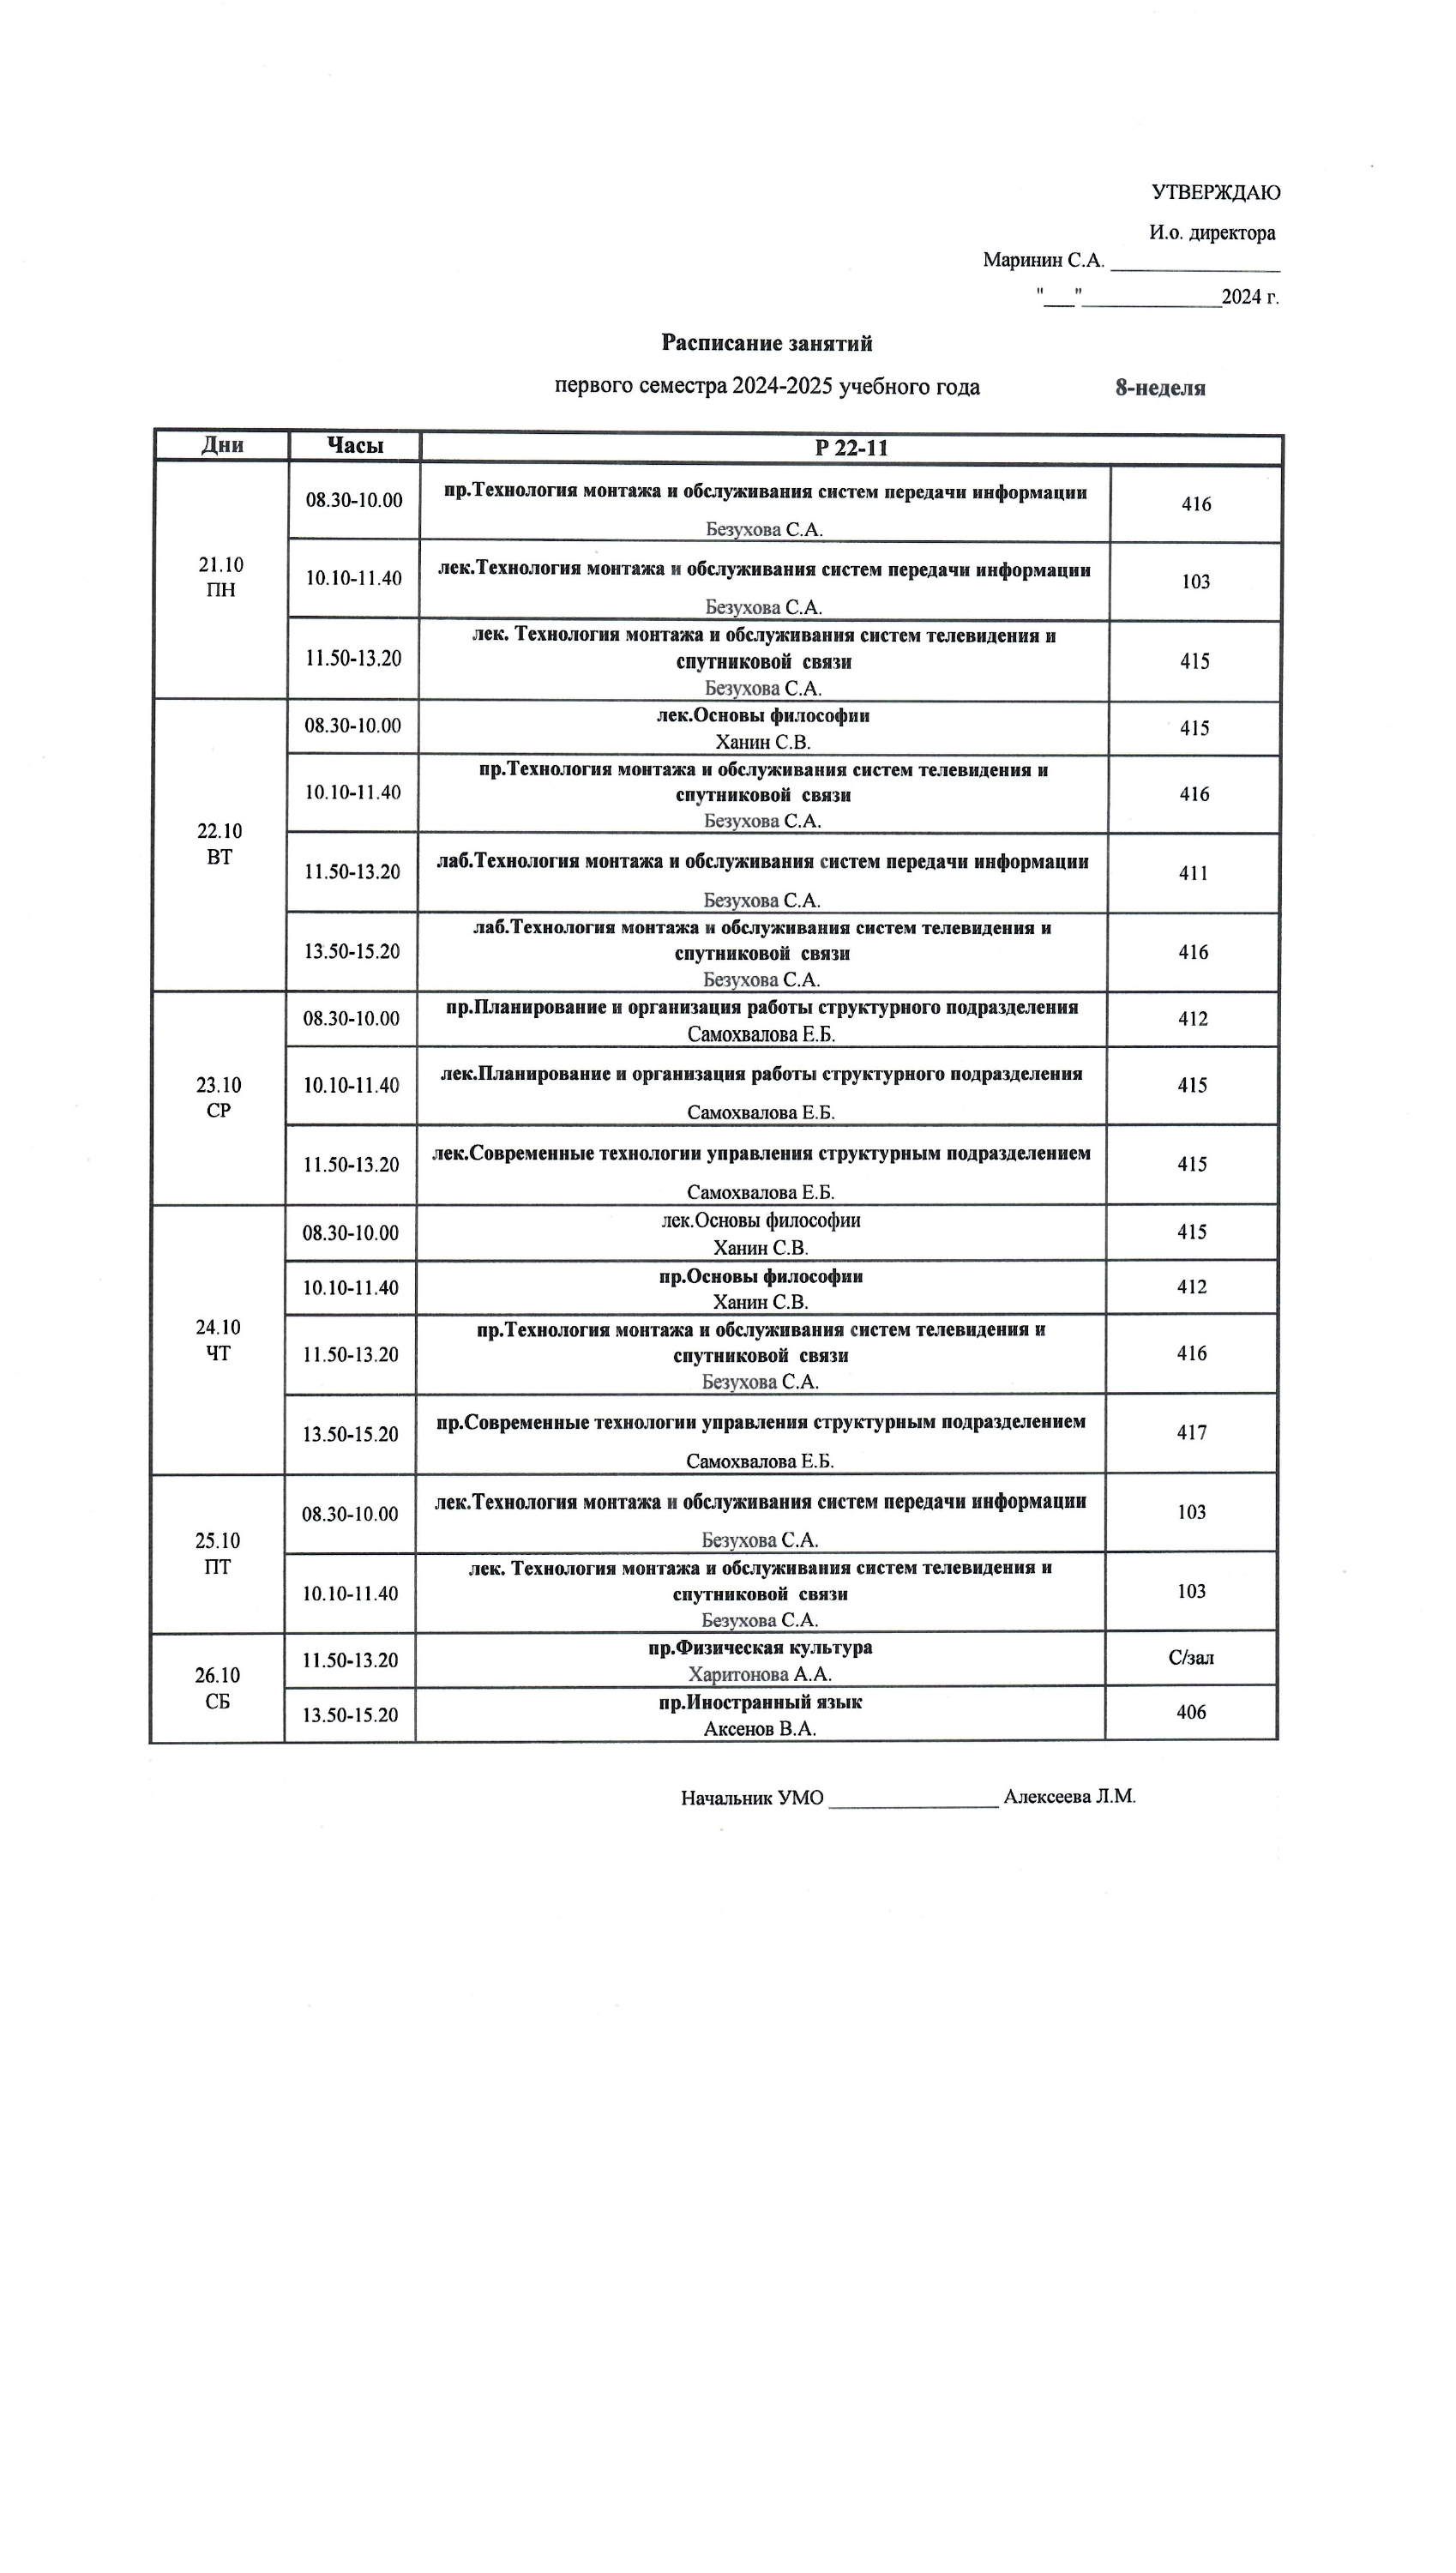 УТВЕРЖДАЮ
И.о. директора
Маринин С.А. ________________
"___"_____________2024 г.
Расписание занятий
первого семестра 2024-2025 учебного года 8-неделя
Дни Часы Р 22-11
21.10
ПН
08.30-10.00
пр.Технология монтажа и обслуживания систем передачи информации
Безухова С.А.
416
10.10-11.40
лек.Технология монтажа и обслуживания систем передачи информации
Безухова С.А.
103
11.50-13.20
лек. Технология монтажа и обслуживания систем телевидения и
спутниковой связи
Безухова С.А.
415
22.10
ВТ
08.30-10.00
лек.Основы философии
Ханин С.В.
415
10.10-11.40
пр.Технология монтажа и обслуживания систем телевидения и
спутниковой связи
Безухова С.А.
416
11.50-13.20
лаб.Технология монтажа и обслуживания систем передачи информации
Безухова С.А.
411
13.50-15.20
лаб.Технология монтажа и обслуживания систем телевидения и
спутниковой связи
Безухова С.А.
416
23.10
СР
08.30-10.00
пр.Планирование и организация работы структурного подразделения
Самохвалова Е.Б.
412
10.10-11.40
лек.Планирование и организация работы структурного подразделения
Самохвалова Е.Б.
415
11.50-13.20
лек.Современные технологии управления структурным подразделением
Самохвалова Е.Б.
415
24.10
ЧТ
08.30-10.00
лек.Основы философии
Ханин С.В.
415
10.10-11.40
пр.Основы философии
Ханин С.В.
412
11.50-13.20
пр.Технология монтажа и обслуживания систем телевидения и
спутниковой связи
Безухова С.А.
416
13.50-15.20
пр.Современные технологии управления структурным подразделением
Самохвалова Е.Б.
417
25.10
ПТ
08.30-10.00
лек.Технология монтажа и обслуживания систем передачи информации
Безухова С.А.
103
10.10-11.40
лек. Технология монтажа и обслуживания систем телевидения и
спутниковой связи
Безухова С.А.
103
26.10
СБ
11.50-13.20
пр.Физическая культура
Харитонова А.А.
С/зал
13.50-15.20
пр.Иностранный язык
Аксенов В.А.
406
Начальник УМО ________________ Алексеева Л.М.